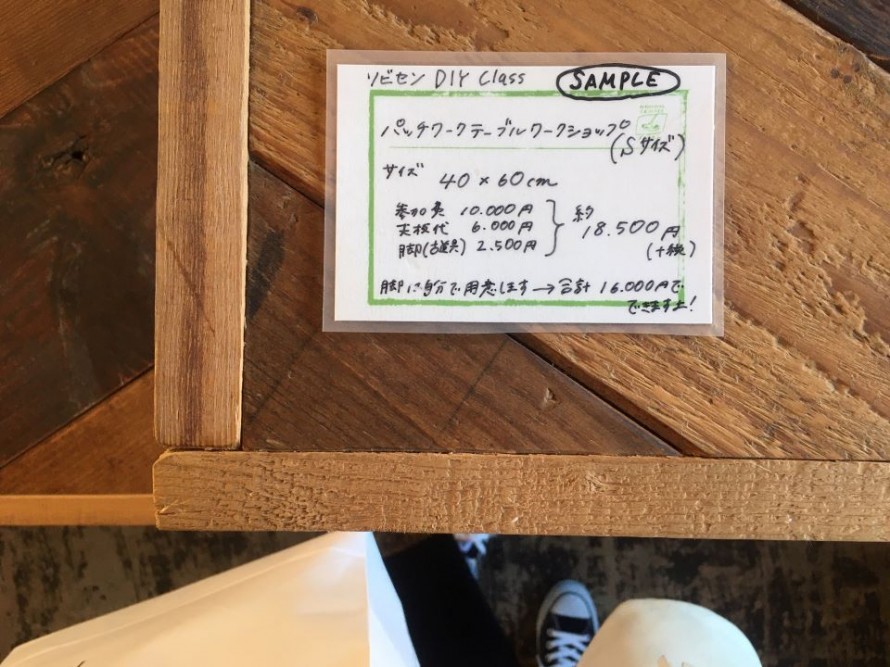 リビセン DIY Class SAMPLE
パッチワークテーブルワークショップ
(Sサイズ)
サイズ 40×60cm
参加費 10.000円
天板代 6.000円
脚(古道具) 2.500円
約 18.500円
(+税)
脚はご自分で用意します→合計 16.000円で
できますよ!